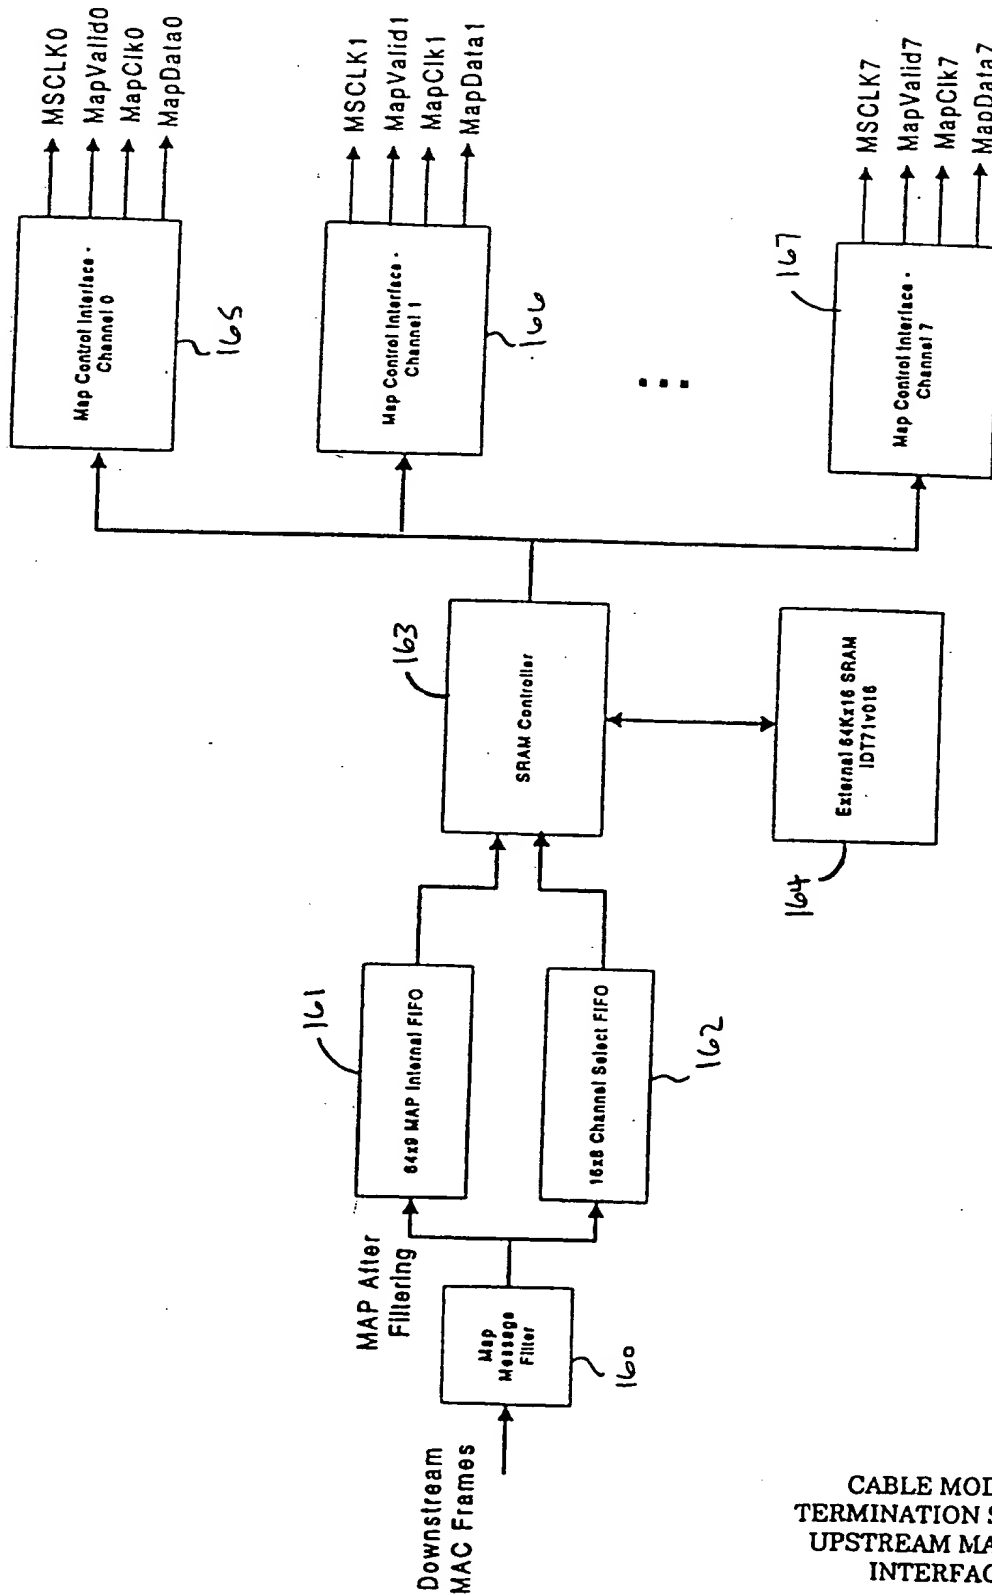 Downstream
MAC Frames
Map
Message
Filter
160
MAP After
Filtering
64x9 MAP Internal FIFO
161
16x8 Channel Select FIFO
162
SRAM Controller
163
External 64Kx16 SRAM
IDT71v016
164
Map Control Interface -
Channel 0
165
MSCLK0
MapValid0
MapClk0
MapData0
Map Control Interface -
Channel 1
166
MSCLK1
MapValid1
MapClk1
MapData1
...
Map Control Interface -
Channel 7
167
MSCLK7
MapValid7
MapClk7
MapData7
CABLE MOD
TERMINATION S
UPSTREAM MA
INTERFAC